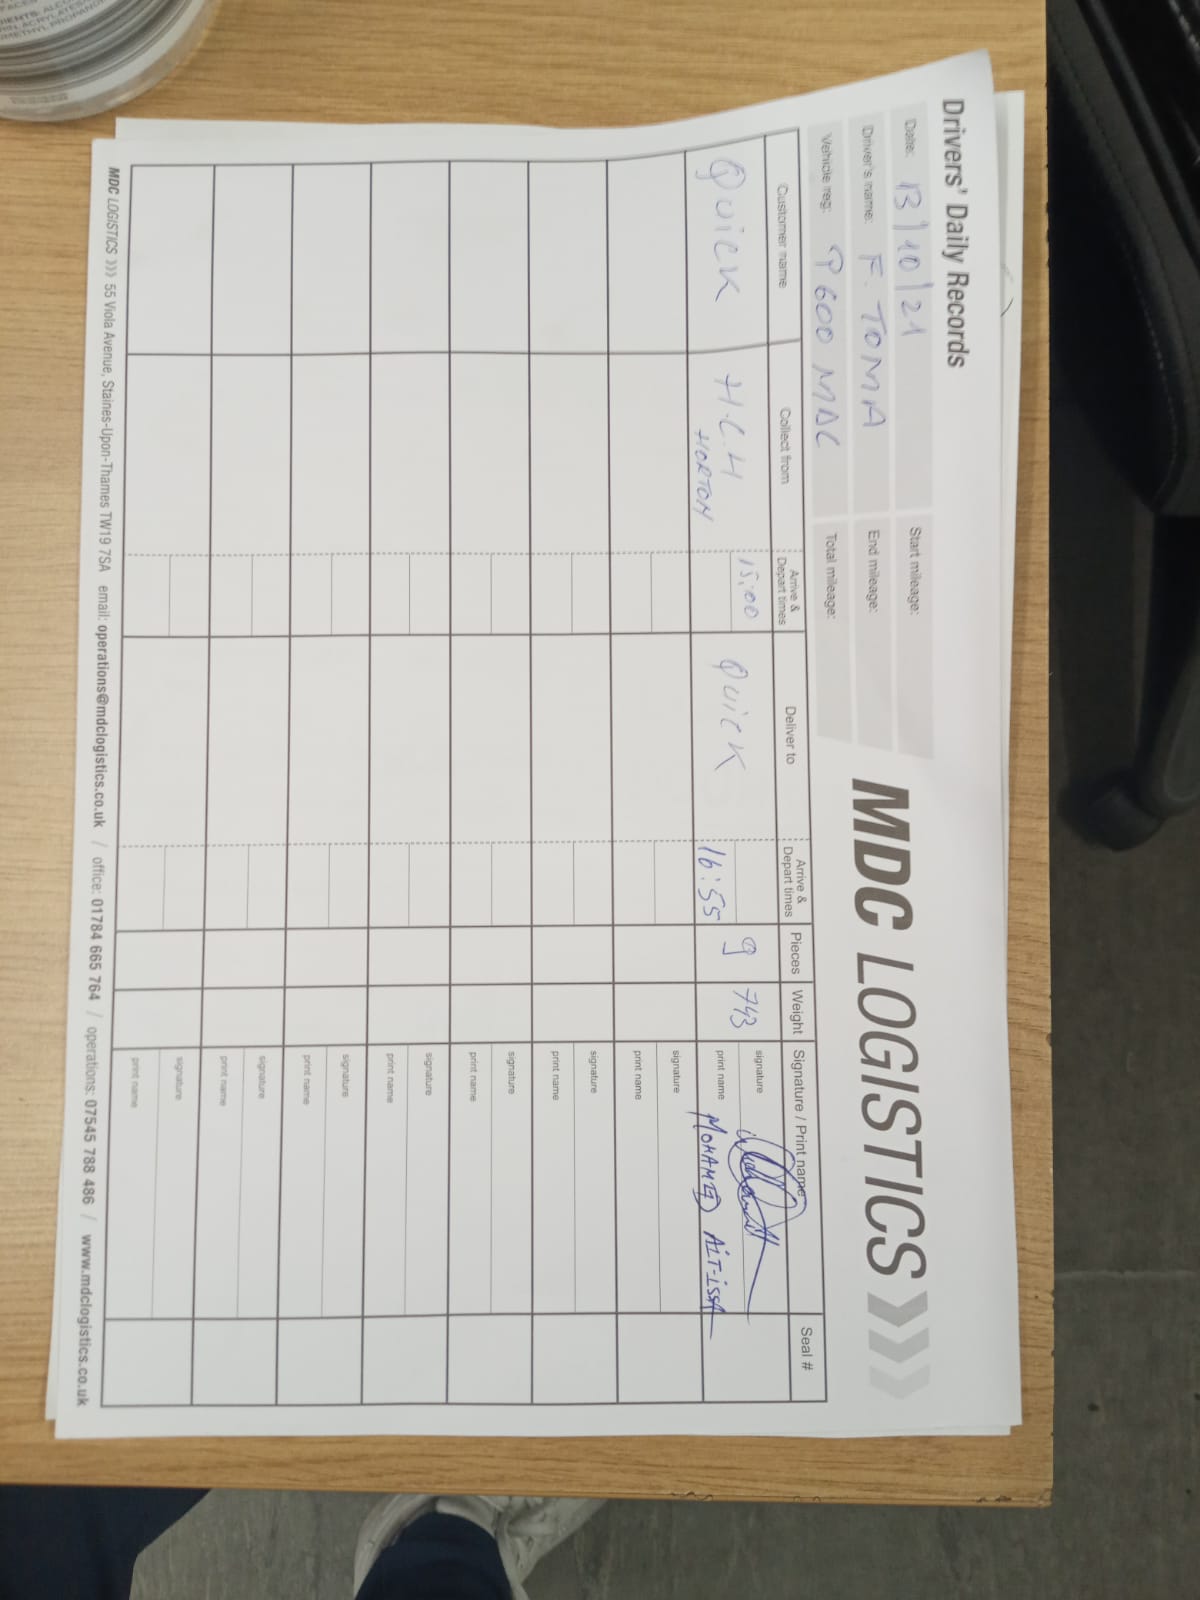 Drivers' Daily Records
Date: 13/10/21
Start mileage:
Driver's name: F. TOMA
End mileage:
Vehicle reg: P600 MDC
Total mileage:
MDC LOGISTICS
Customer name Collect from Arrive & Depart times Deliver to Arrive & Depart times Pieces Weight Signature / Print name Seal #
QUICK H.C.H 15:00 QUICK 9 743 signature
HORTON 16:55 print name MOHAMED AIT-ISSA
signature
print name
signature
print name
signature
print name
signature
print name
signature
print name
signature
print name
signature
print name
MDC LOGISTICS 》》》 55 Viola Avenue, Staines-Upon-Thames TW19 7SA email: operations@mdclogistics.co.uk / office: 01784 665 764 / operations: 07545 788 486 / www.mdclogistics.co.uk